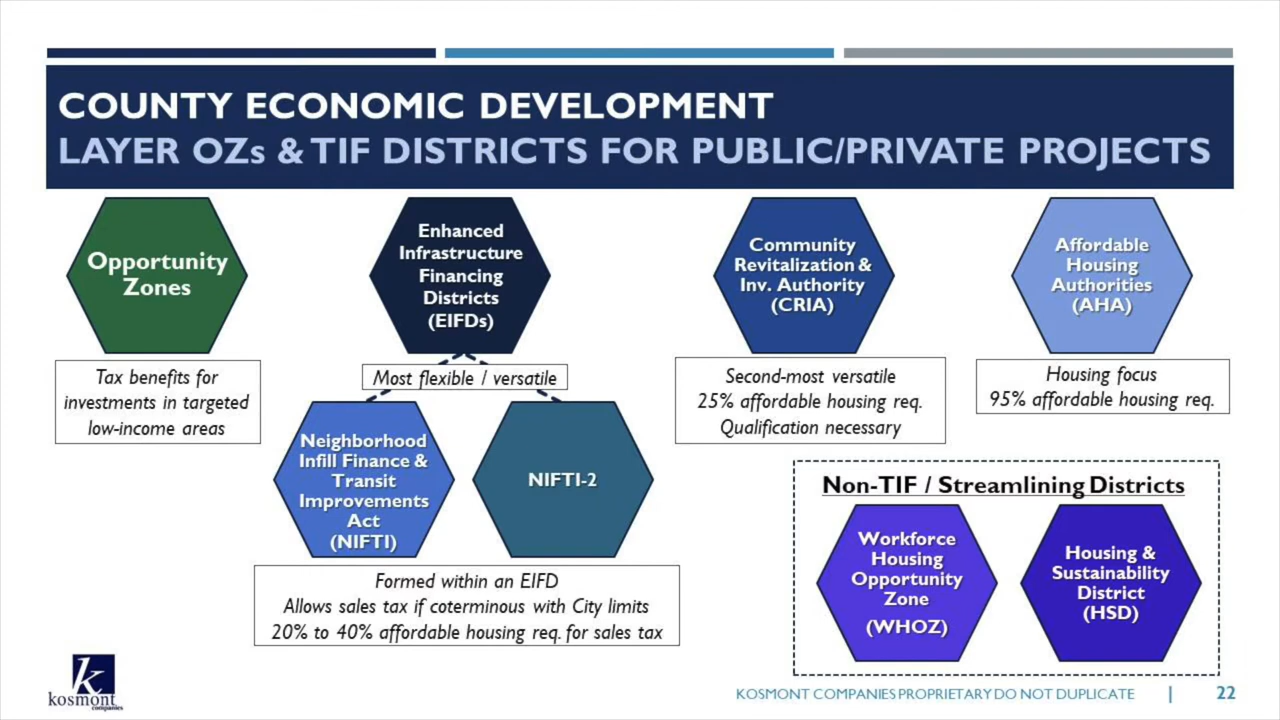 COUNTY ECONOMIC DEVELOPMENT
LAYER OZs & TIF DISTRICTS FOR PUBLIC/PRIVATE PROJECTS
Opportunity
Zones
Tax benefits for
investments in targeted
low-income areas
Enhanced
Infrastructure
Financing
Districts
(EIFDs)
Most flexible / versatile
Neighborhood
Infill Finance &
Transit
Improvements
Act
(NIFTI)
NIFTI-2
Formed within an EIFD
Allows sales tax if coterminous with City limits
20% to 40% affordable housing req. for sales tax
Community
Revitalization &
Inv. Authority
(CRIA)
Second-most versatile
25% affordable housing req.
Qualification necessary
Affordable
Housing
Authorities
(AHA)
Housing focus
95% affordable housing req.
Non-TIF / Streamlining Districts
Workforce
Housing
Opportunity
Zone
(WHOZ)
Housing &
Sustainability
District
(HSD)
k
kosmont
companies
KOSMONT COMPANIES PROPRIETARY DO NOT DUPLICATE | 22